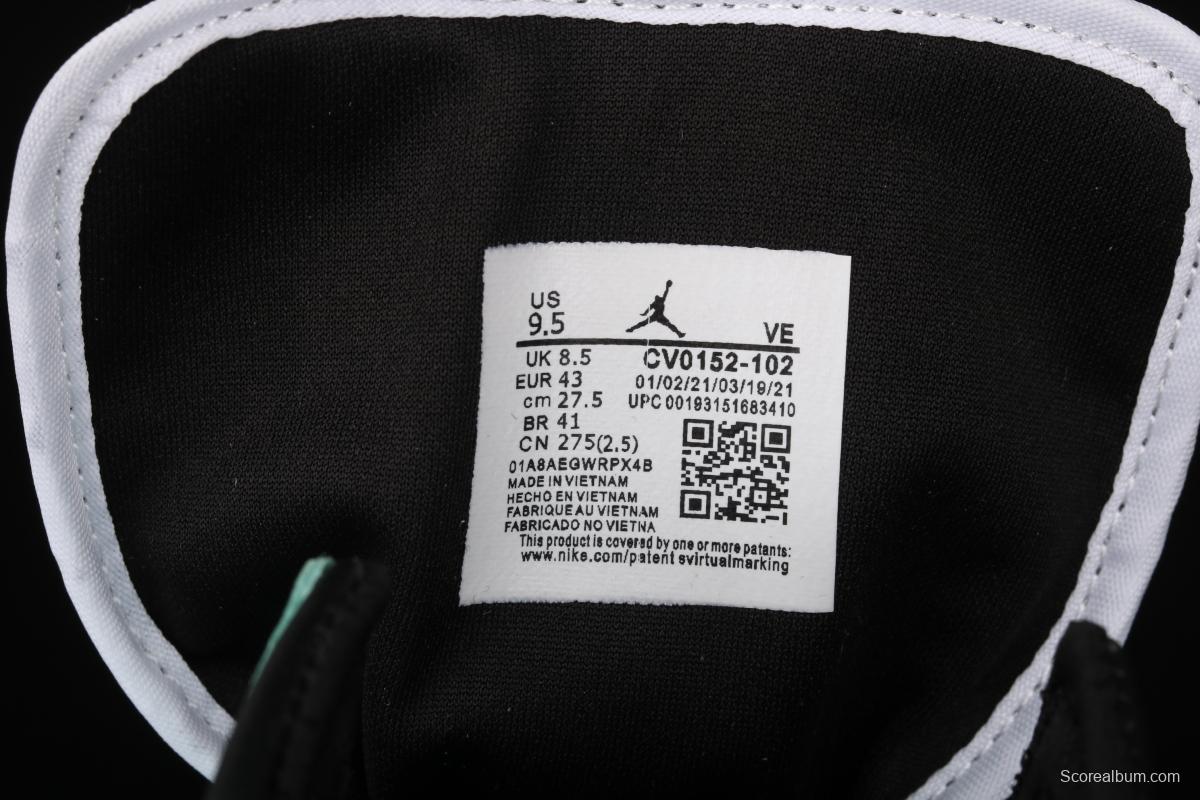 US
9.5
VE
UK 8.5
CV0152-102
EUR 43
01/02/21/03/19/21
cm 27.5
UPC 00193151683410
BR 41
CN 275(2.5)
01A8AEGWRPX4B
MADE IN VIETNAM
HECHO EN VIETNAM
FABRIQUE AU VIETNAM
FABRICADO NO VIETNA
This product is covered by one or more patants:
www.nike.com/patent svirtualmarking
Scorealbum.com